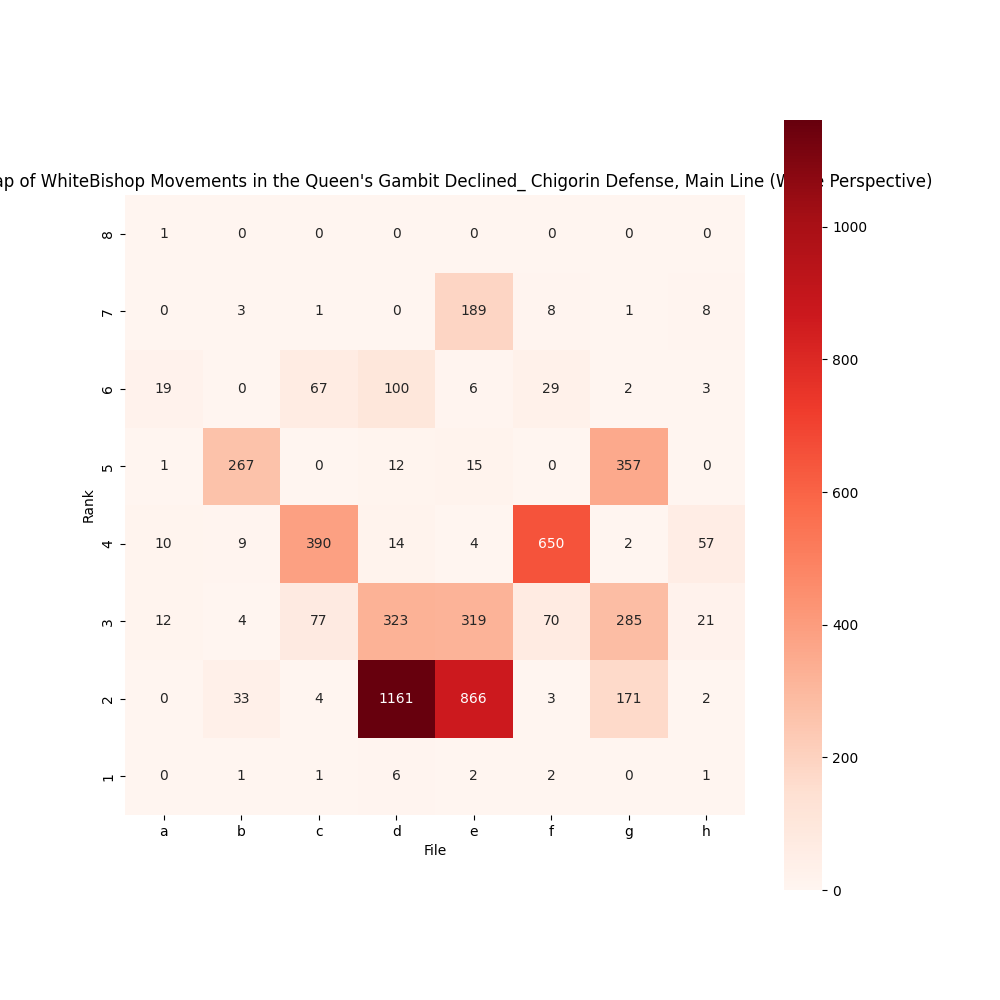 ap of WhiteBishop Movements in the Queen's Gambit Declined_ Chigorin Defense, Main Line (W e Perspective)
8 1 0 0 0 0 0 0 0
7 0 3 1 0 189 8 1 8
6 19 0 67 100 6 29 2 3
5 1 267 0 12 15 0 357 0
4 10 9 390 14 4 650 2 57
3 12 4 77 323 319 70 285 21
2 0 33 4 1161 866 3 171 2
1 0 1 1 6 2 2 0 1
a b c d e f g h
File
Rank
1000
800
600
400
200
0